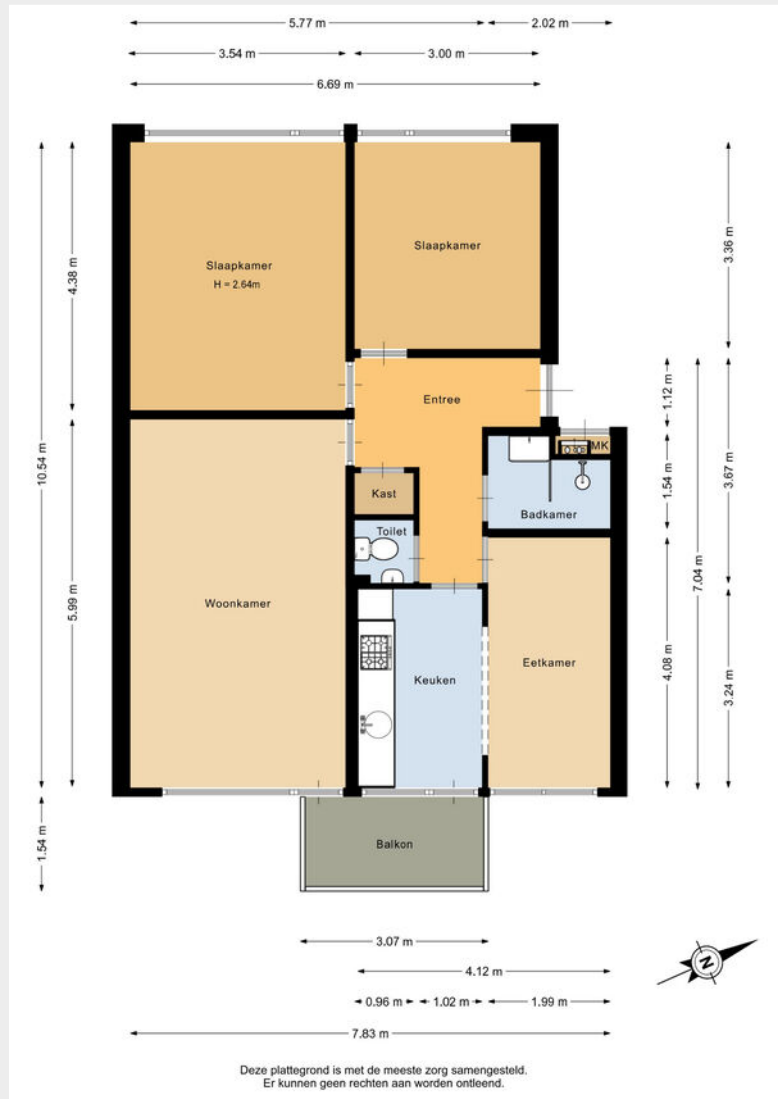 5.77 m
2.02 m
3.54 m
3.00 m
6.69 m
10.54 m
4.38 m
5.99 m
1.54 m
Slaapkamer
H = 2.64m
Slaapkamer
Entree
MK
Kast
Badkamer
Toilet
Woonkamer
Eetkamer
Keuken
Balkon
3.36 m
1.12 m
3.67 m
1.54 m
7.04 m
4.08 m
3.24 m
3.07 m
4.12 m
0.96 m
1.02 m
1.99 m
7.83 m
N
Deze plattegrond is met de meeste zorg samengesteld.
Er kunnen geen rechten aan worden ontleend.